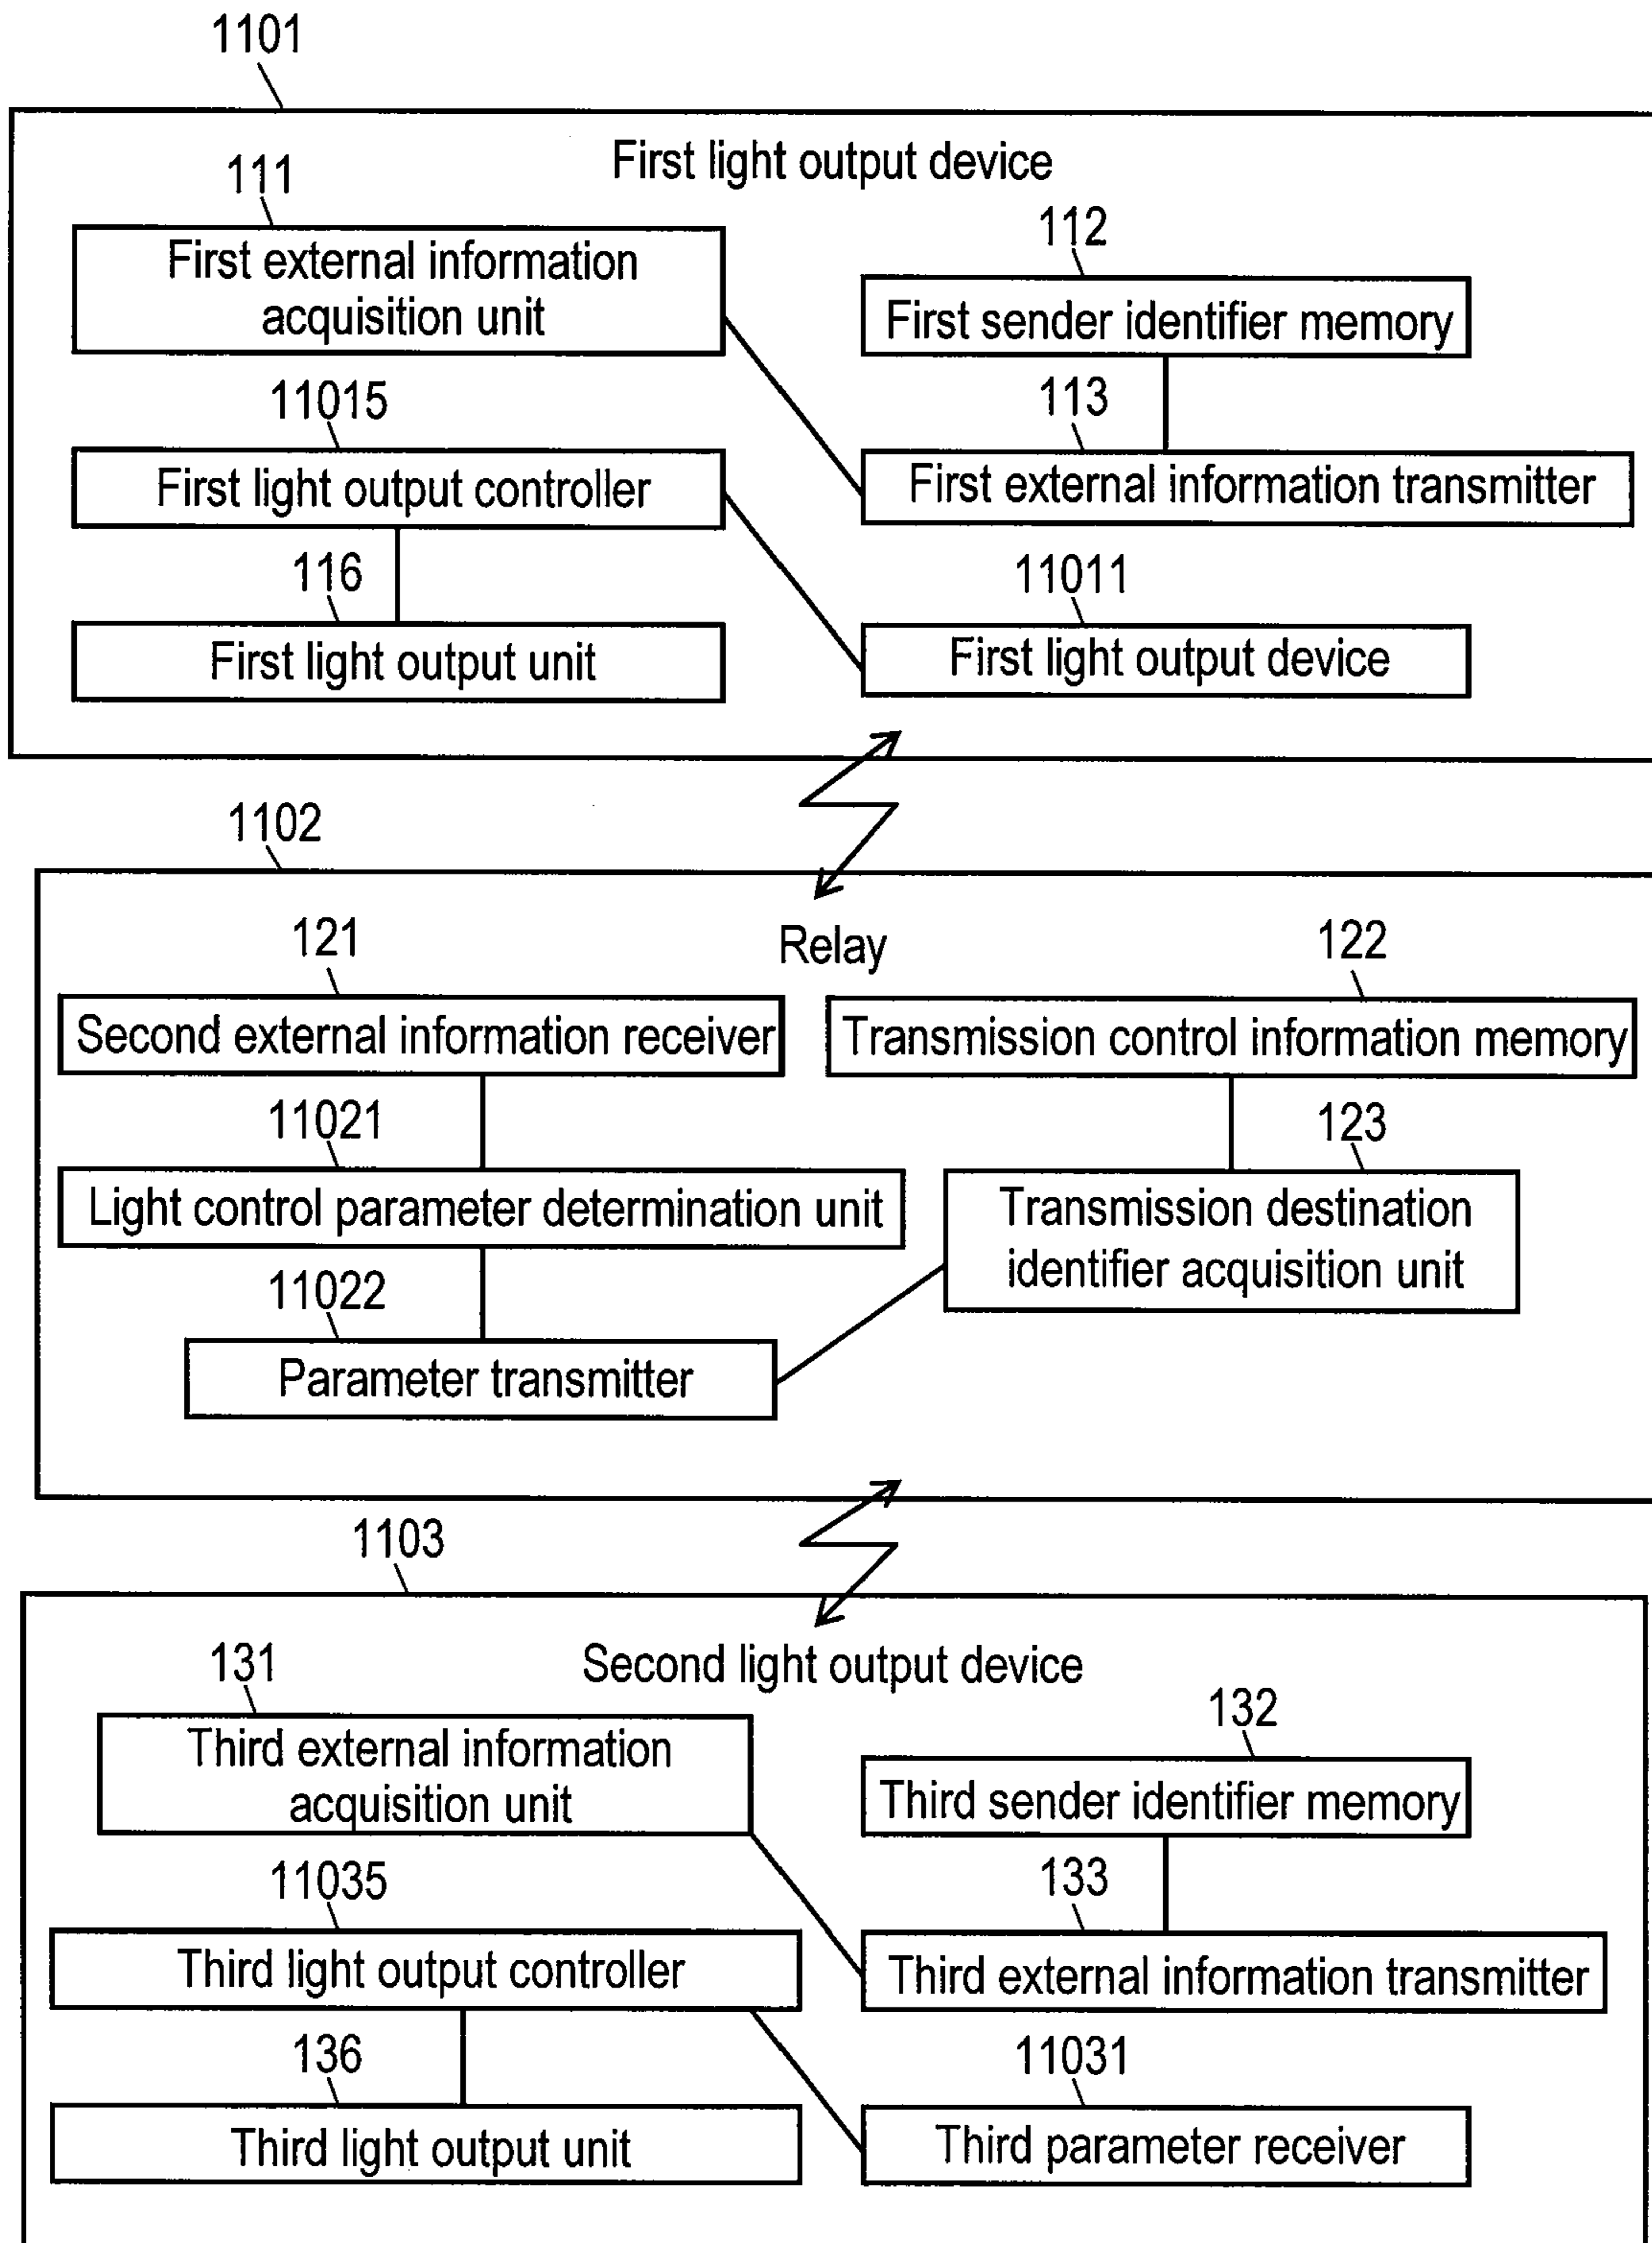 1101
First light output device
111
First external information
acquisition unit
112
First sender identifier memory
11015
First light output controller
113
First external information transmitter
116
First light output unit
11011
First light output device
1102
Relay
121
Second external information receiver
122
Transmission control information memory
11021
Light control parameter determination unit
123
Transmission destination
identifier acquisition unit
11022
Parameter transmitter
1103
Second light output device
131
Third external information
acquisition unit
132
Third sender identifier memory
11035
Third light output controller
133
Third external information transmitter
136
Third light output unit
11031
Third parameter receiver